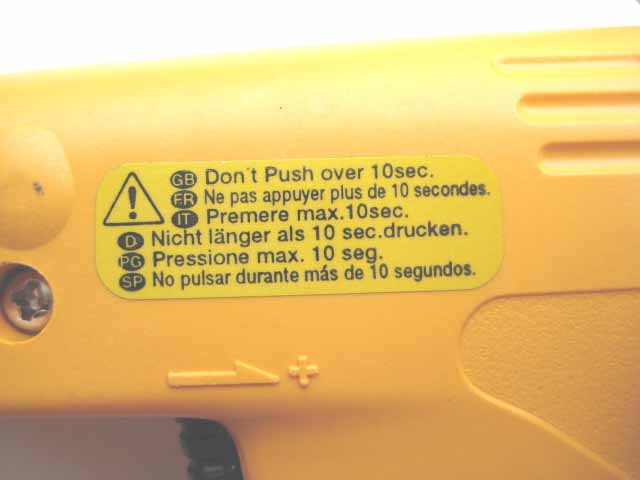 GB Don't Push over 10sec.
FR Ne pas appuyer plus de 10 secondes.
IT Premere max.10sec.
D Nicht länger als 10 sec.drucken.
PG Pressione max. 10 seg.
SP No pulsar durante más de 10 segundos.
+